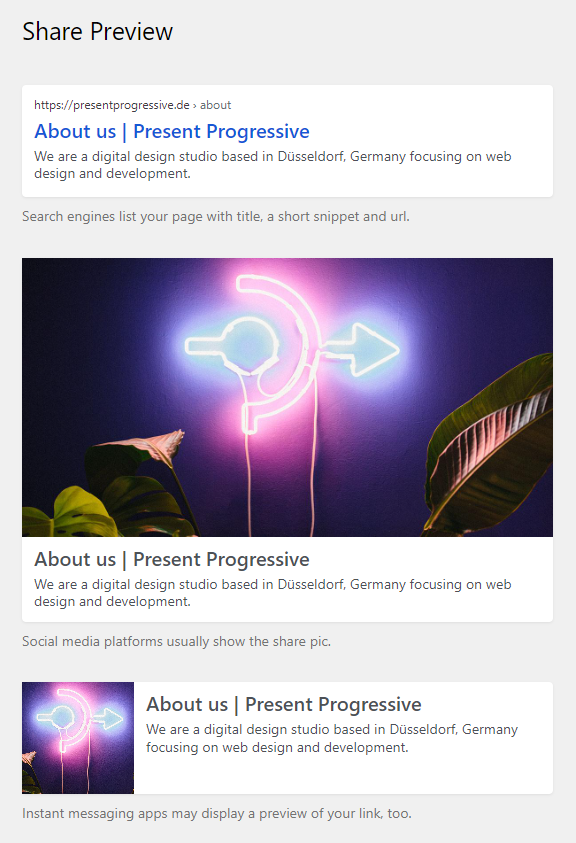 Share Preview
https://presentprogressive.de › about
About us | Present Progressive
We are a digital design studio based in Düsseldorf, Germany focusing on web
design and development.
Search engines list your page with title, a short snippet and url.
About us | Present Progressive
We are a digital design studio based in Düsseldorf, Germany focusing on web
design and development.
Social media platforms usually show the share pic.
About us | Present Progressive
We are a digital design studio based in Düsseldorf, Germany
focusing on web design and development.
Instant messaging apps may display a preview of your link, too.